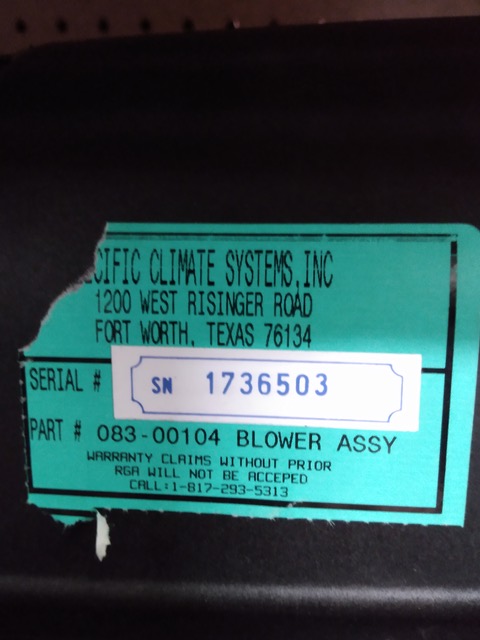 CIFIC CLIMATE SYSTEMS, INC
1200 WEST RISINGER ROAD
FORT WORTH, TEXAS 76134
SERIAL # SN 1736503
PART # 083-00104 BLOWER ASSY
WARRANTY CLAIMS WITHOUT PRIOR
RGA WILL NOT BE ACCEPED
CALL:1-817-293-5313